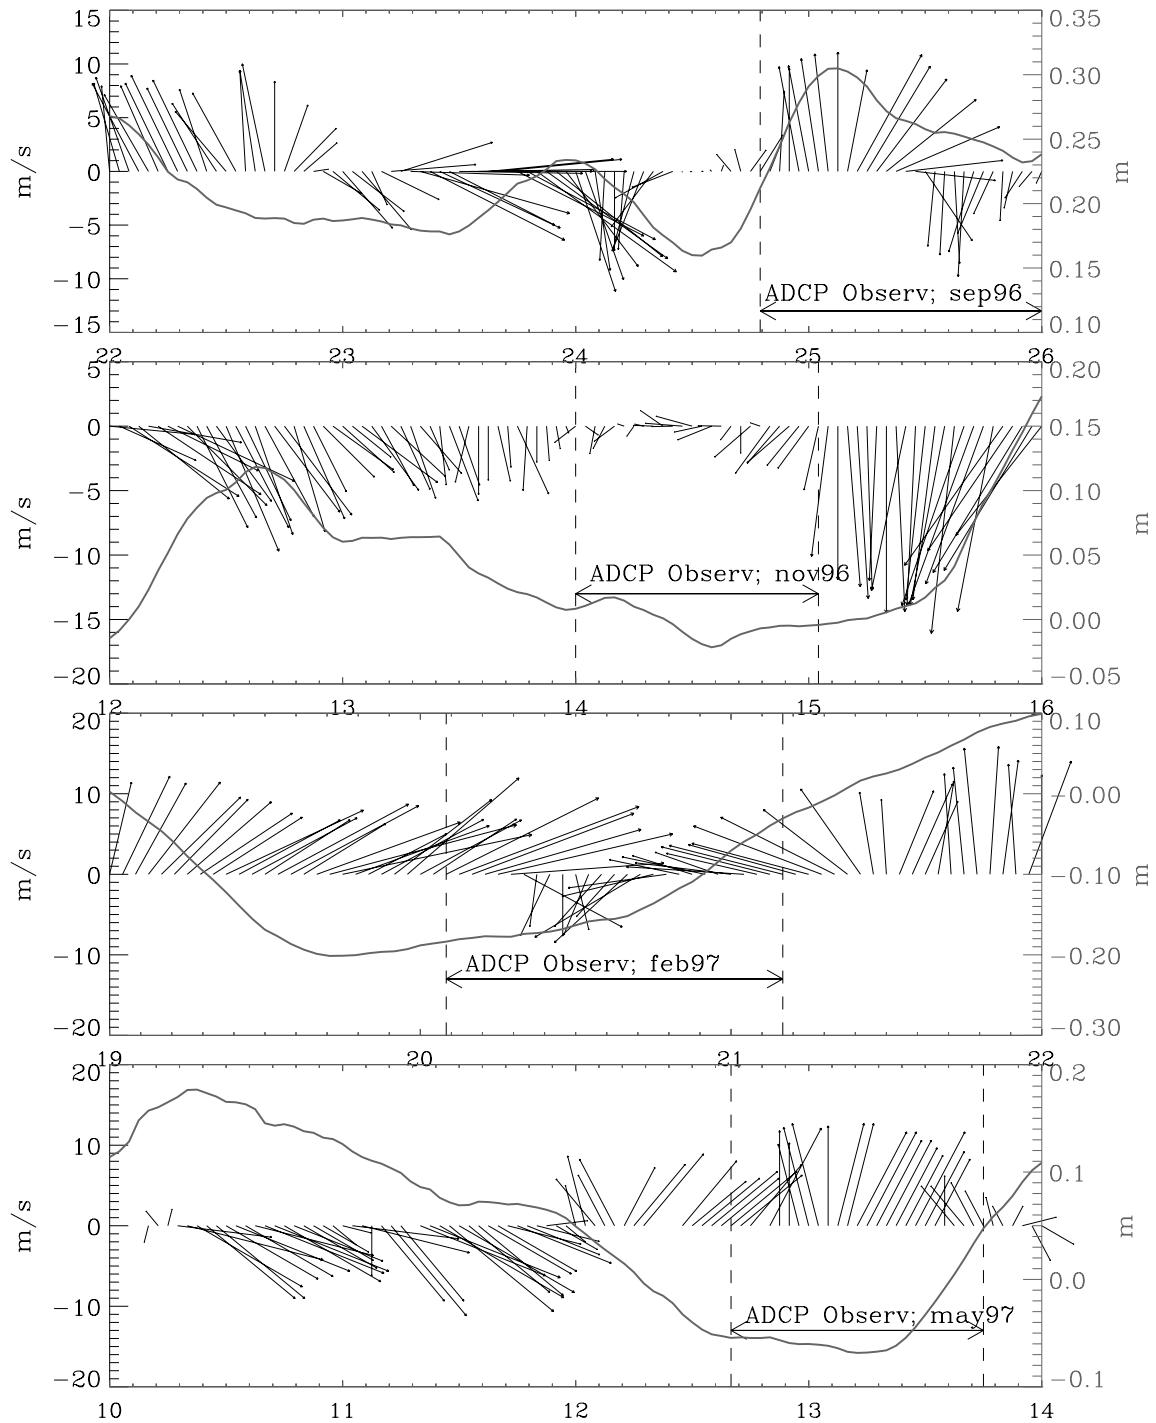 15 0.35
10 0.30
5 0.25
m/s 0 0.20 m
−5
−10 0.15
ADCP Observ; sep96
−15 0.10
22 23 24 25 26
5 0.20
0 0.15
m/s −5 0.10 m
−10 0.05
ADCP Observ; nov96
−15 0.00
−20 −0.05
12 13 14 15 16
20 0.10
10 −0.00
m/s 0 −0.10 m
−10 −0.20
ADCP Observ; feb97
−20 −0.30
19 20 21 22
20 0.2
10 0.1
m/s 0 m
−10 0.0
ADCP Observ; may97
−20 −0.1
10 11 12 13 14